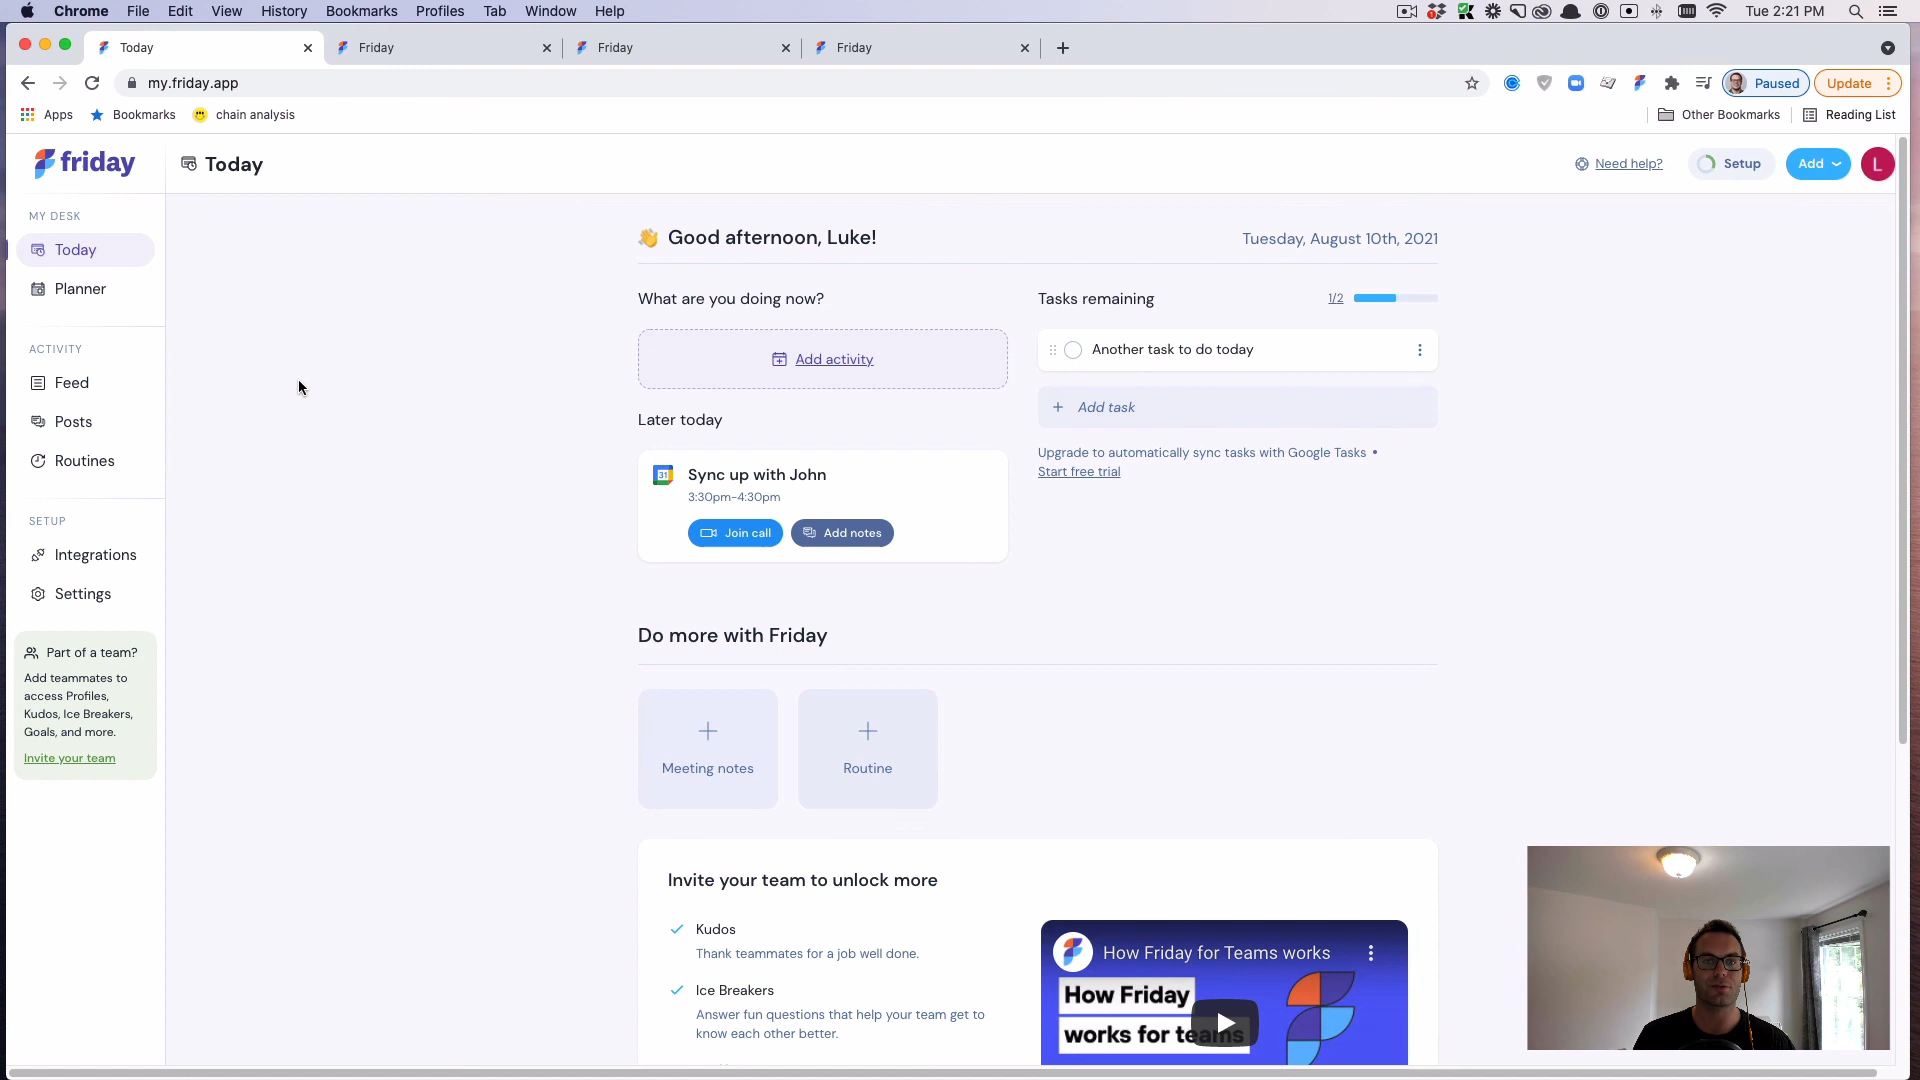 Chrome File Edit View History Bookmarks Profiles Tab Window Help Tue 2:21 PM
Today Friday Friday Friday
my.friday.app Paused Update
Apps Bookmarks chain analysis Other Bookmarks Reading List
friday Today Need help? Setup Add L
MY DESK
Today
Planner
ACTIVITY
Feed
Posts
Routines
SETUP
Integrations
Settings
Part of a team?
Add teammates to
access Profiles,
Kudos, Ice Breakers,
Goals, and more.
Invite your team
Good afternoon, Luke! Tuesday, August 10th, 2021
What are you doing now?
Add activity
Later today
31 Sync up with John
3:30pm-4:30pm
Join call Add notes
Tasks remaining 1/2
Another task to do today
+ Add task
Upgrade to automatically sync tasks with Google Tasks •
Start free trial
Do more with Friday
Meeting notes
Routine
Invite your team to unlock more
Kudos
Thank teammates for a job well done.
Ice Breakers
Answer fun questions that help your team get to
know each other better.
How Friday for Teams works
How Friday
works for teams